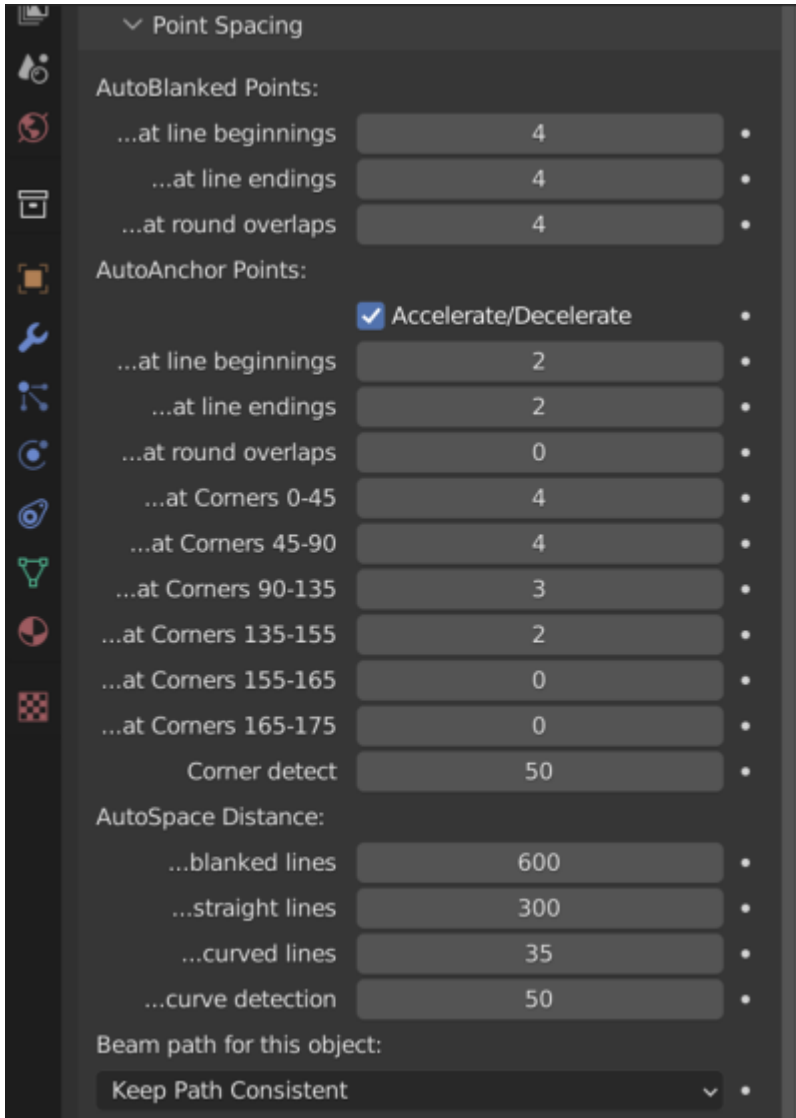 Point Spacing
AutoBlanked Points:
...at line beginnings 4
...at line endings 4
...at round overlaps 4
AutoAnchor Points:
Accelerate/Decelerate
...at line beginnings 2
...at line endings 2
...at round overlaps 0
...at Corners 0-45 4
...at Corners 45-90 4
...at Corners 90-135 3
...at Corners 135-155 2
...at Corners 155-165 0
...at Corners 165-175 0
Corner detect 50
AutoSpace Distance:
...blanked lines 600
...straight lines 300
...curved lines 35
...curve detection 50
Beam path for this object:
Keep Path Consistent